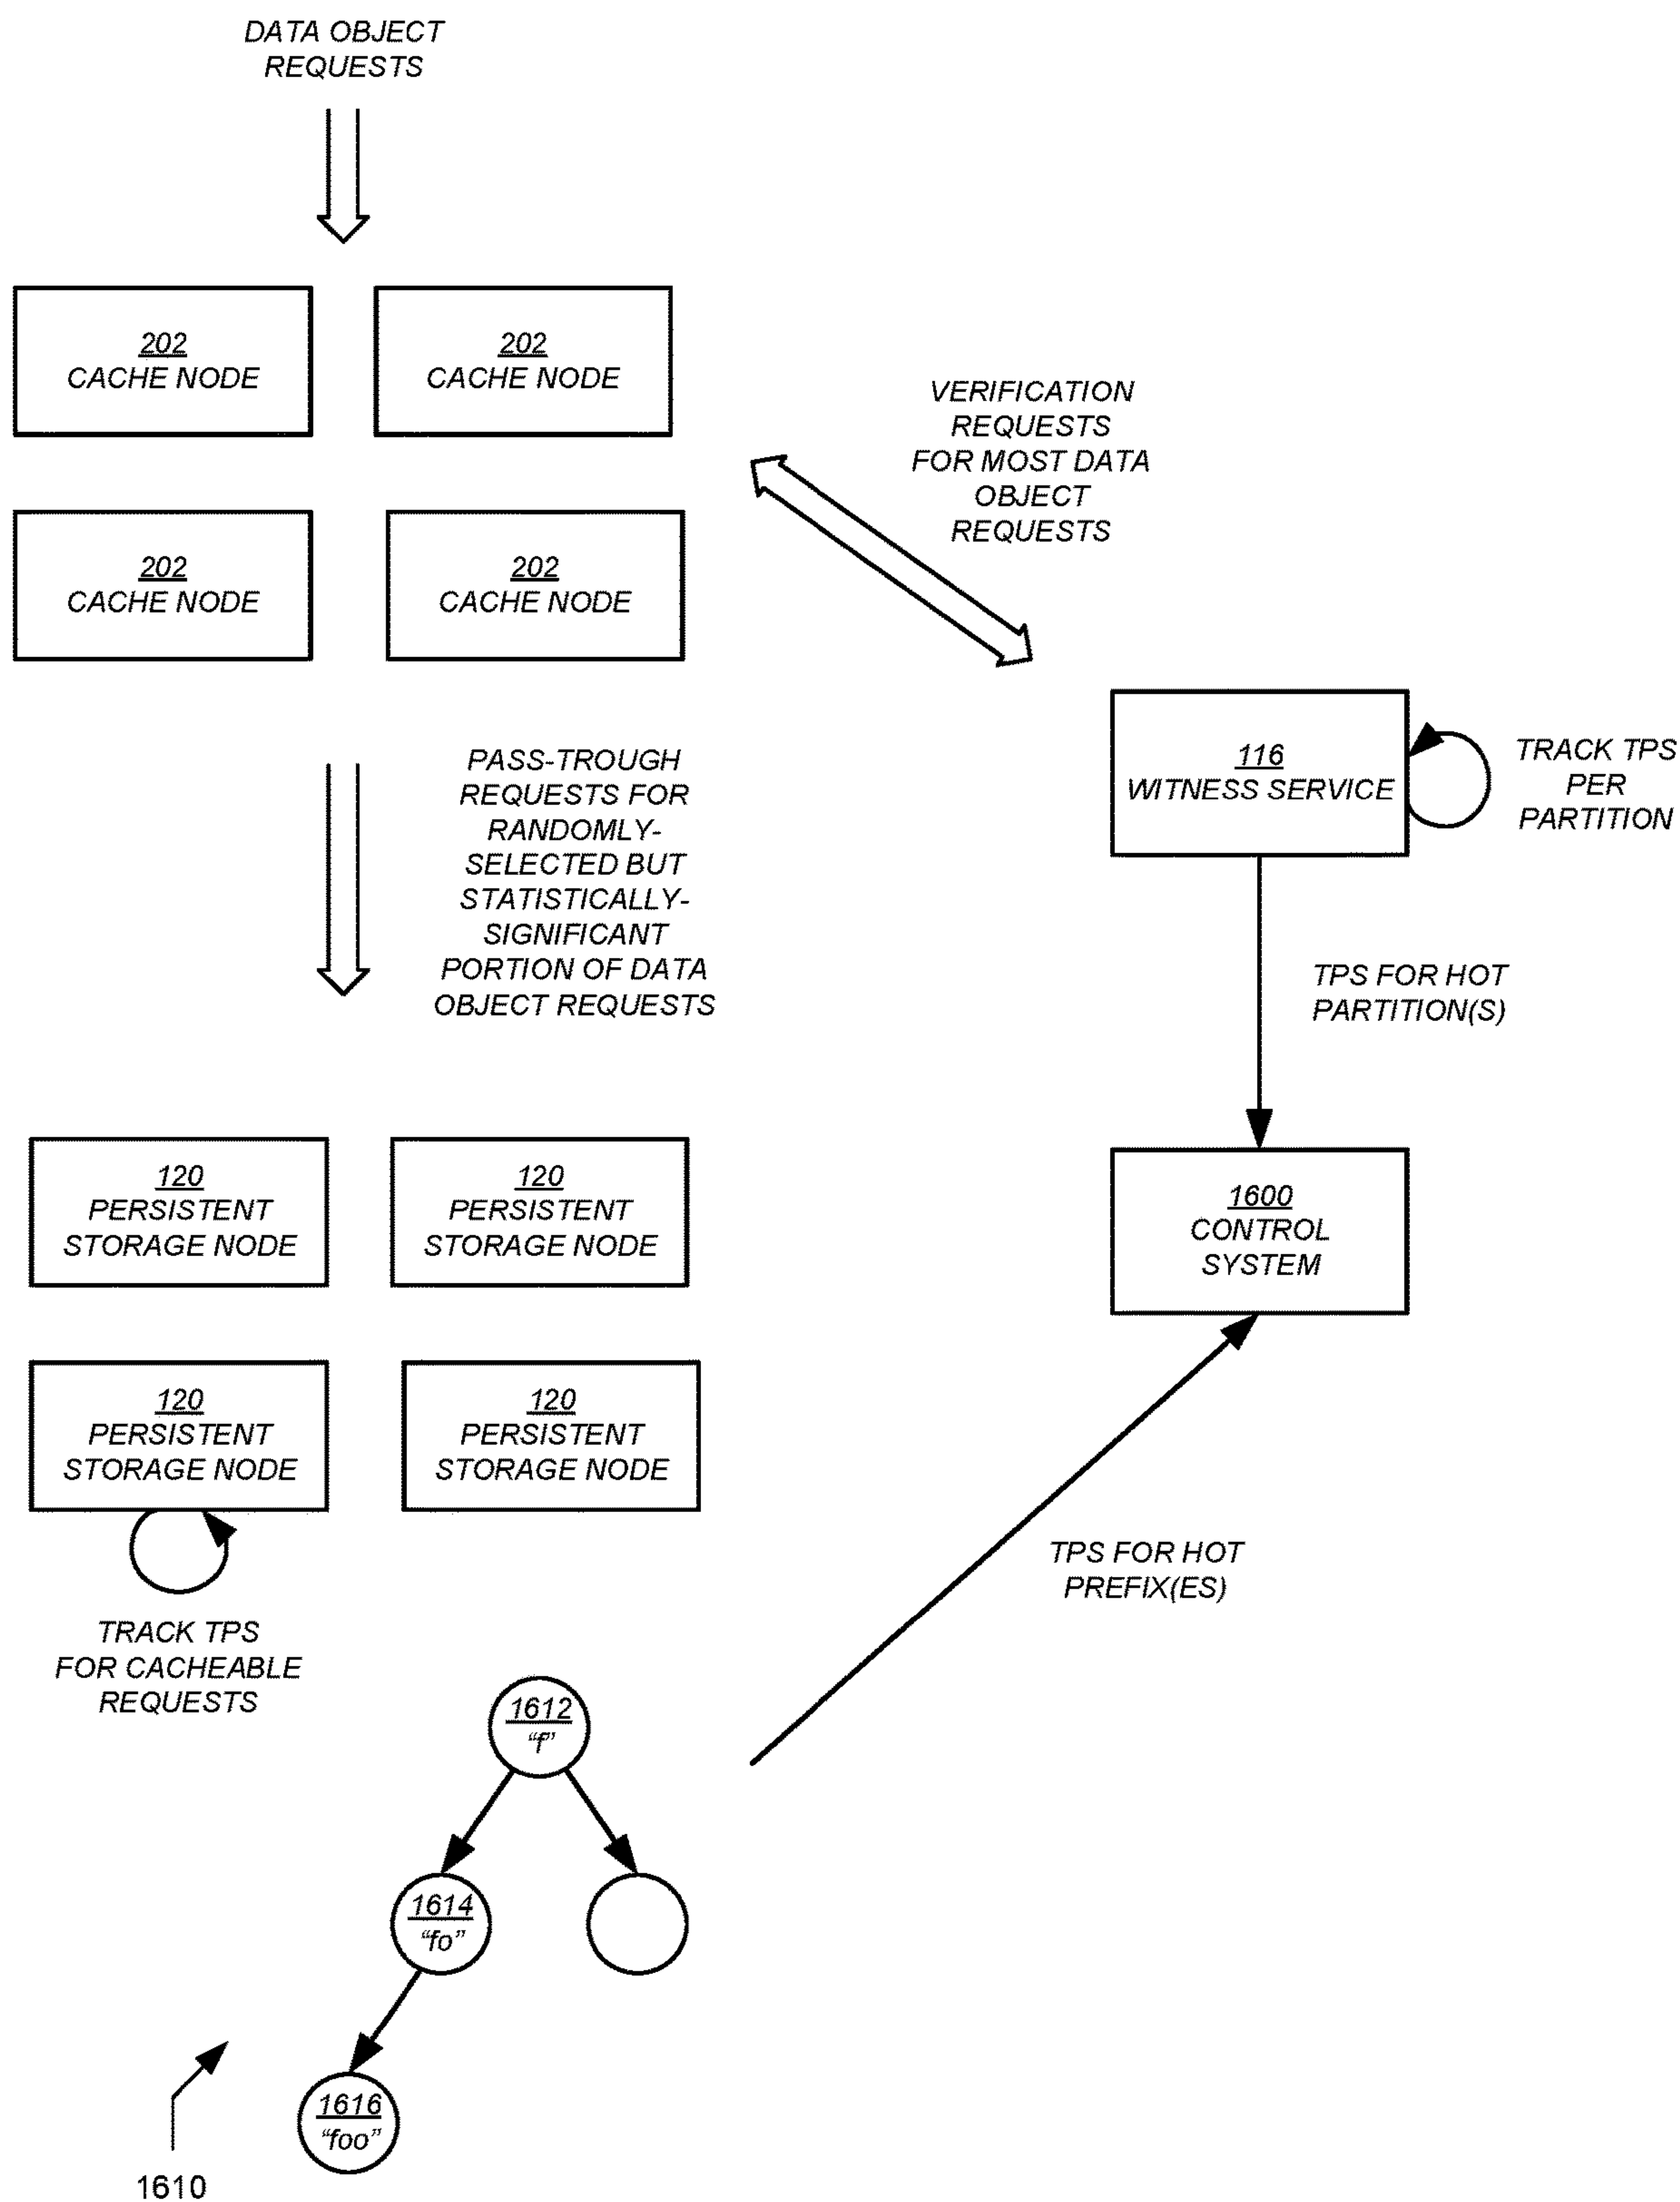 DATA OBJECT
REQUESTS
202
CACHE NODE
202
CACHE NODE
202
CACHE NODE
202
CACHE NODE
VERIFICATION
REQUESTS
FOR MOST DATA
OBJECT
REQUESTS
116
WITNESS SERVICE
TRACK TPS
PER
PARTITION
PASS-TROUGH
REQUESTS FOR
RANDOMLY-
SELECTED BUT
STATISTICALLY-
SIGNIFICANT
PORTION OF DATA
OBJECT REQUESTS
TPS FOR HOT
PARTITION(S)
120
PERSISTENT
STORAGE NODE
120
PERSISTENT
STORAGE NODE
1600
CONTROL
SYSTEM
120
PERSISTENT
STORAGE NODE
120
PERSISTENT
STORAGE NODE
TPS FOR HOT
PREFIX(ES)
TRACK TPS
FOR CACHEABLE
REQUESTS
1612
“f”
1614
“fo”
1616
“foo”
1610